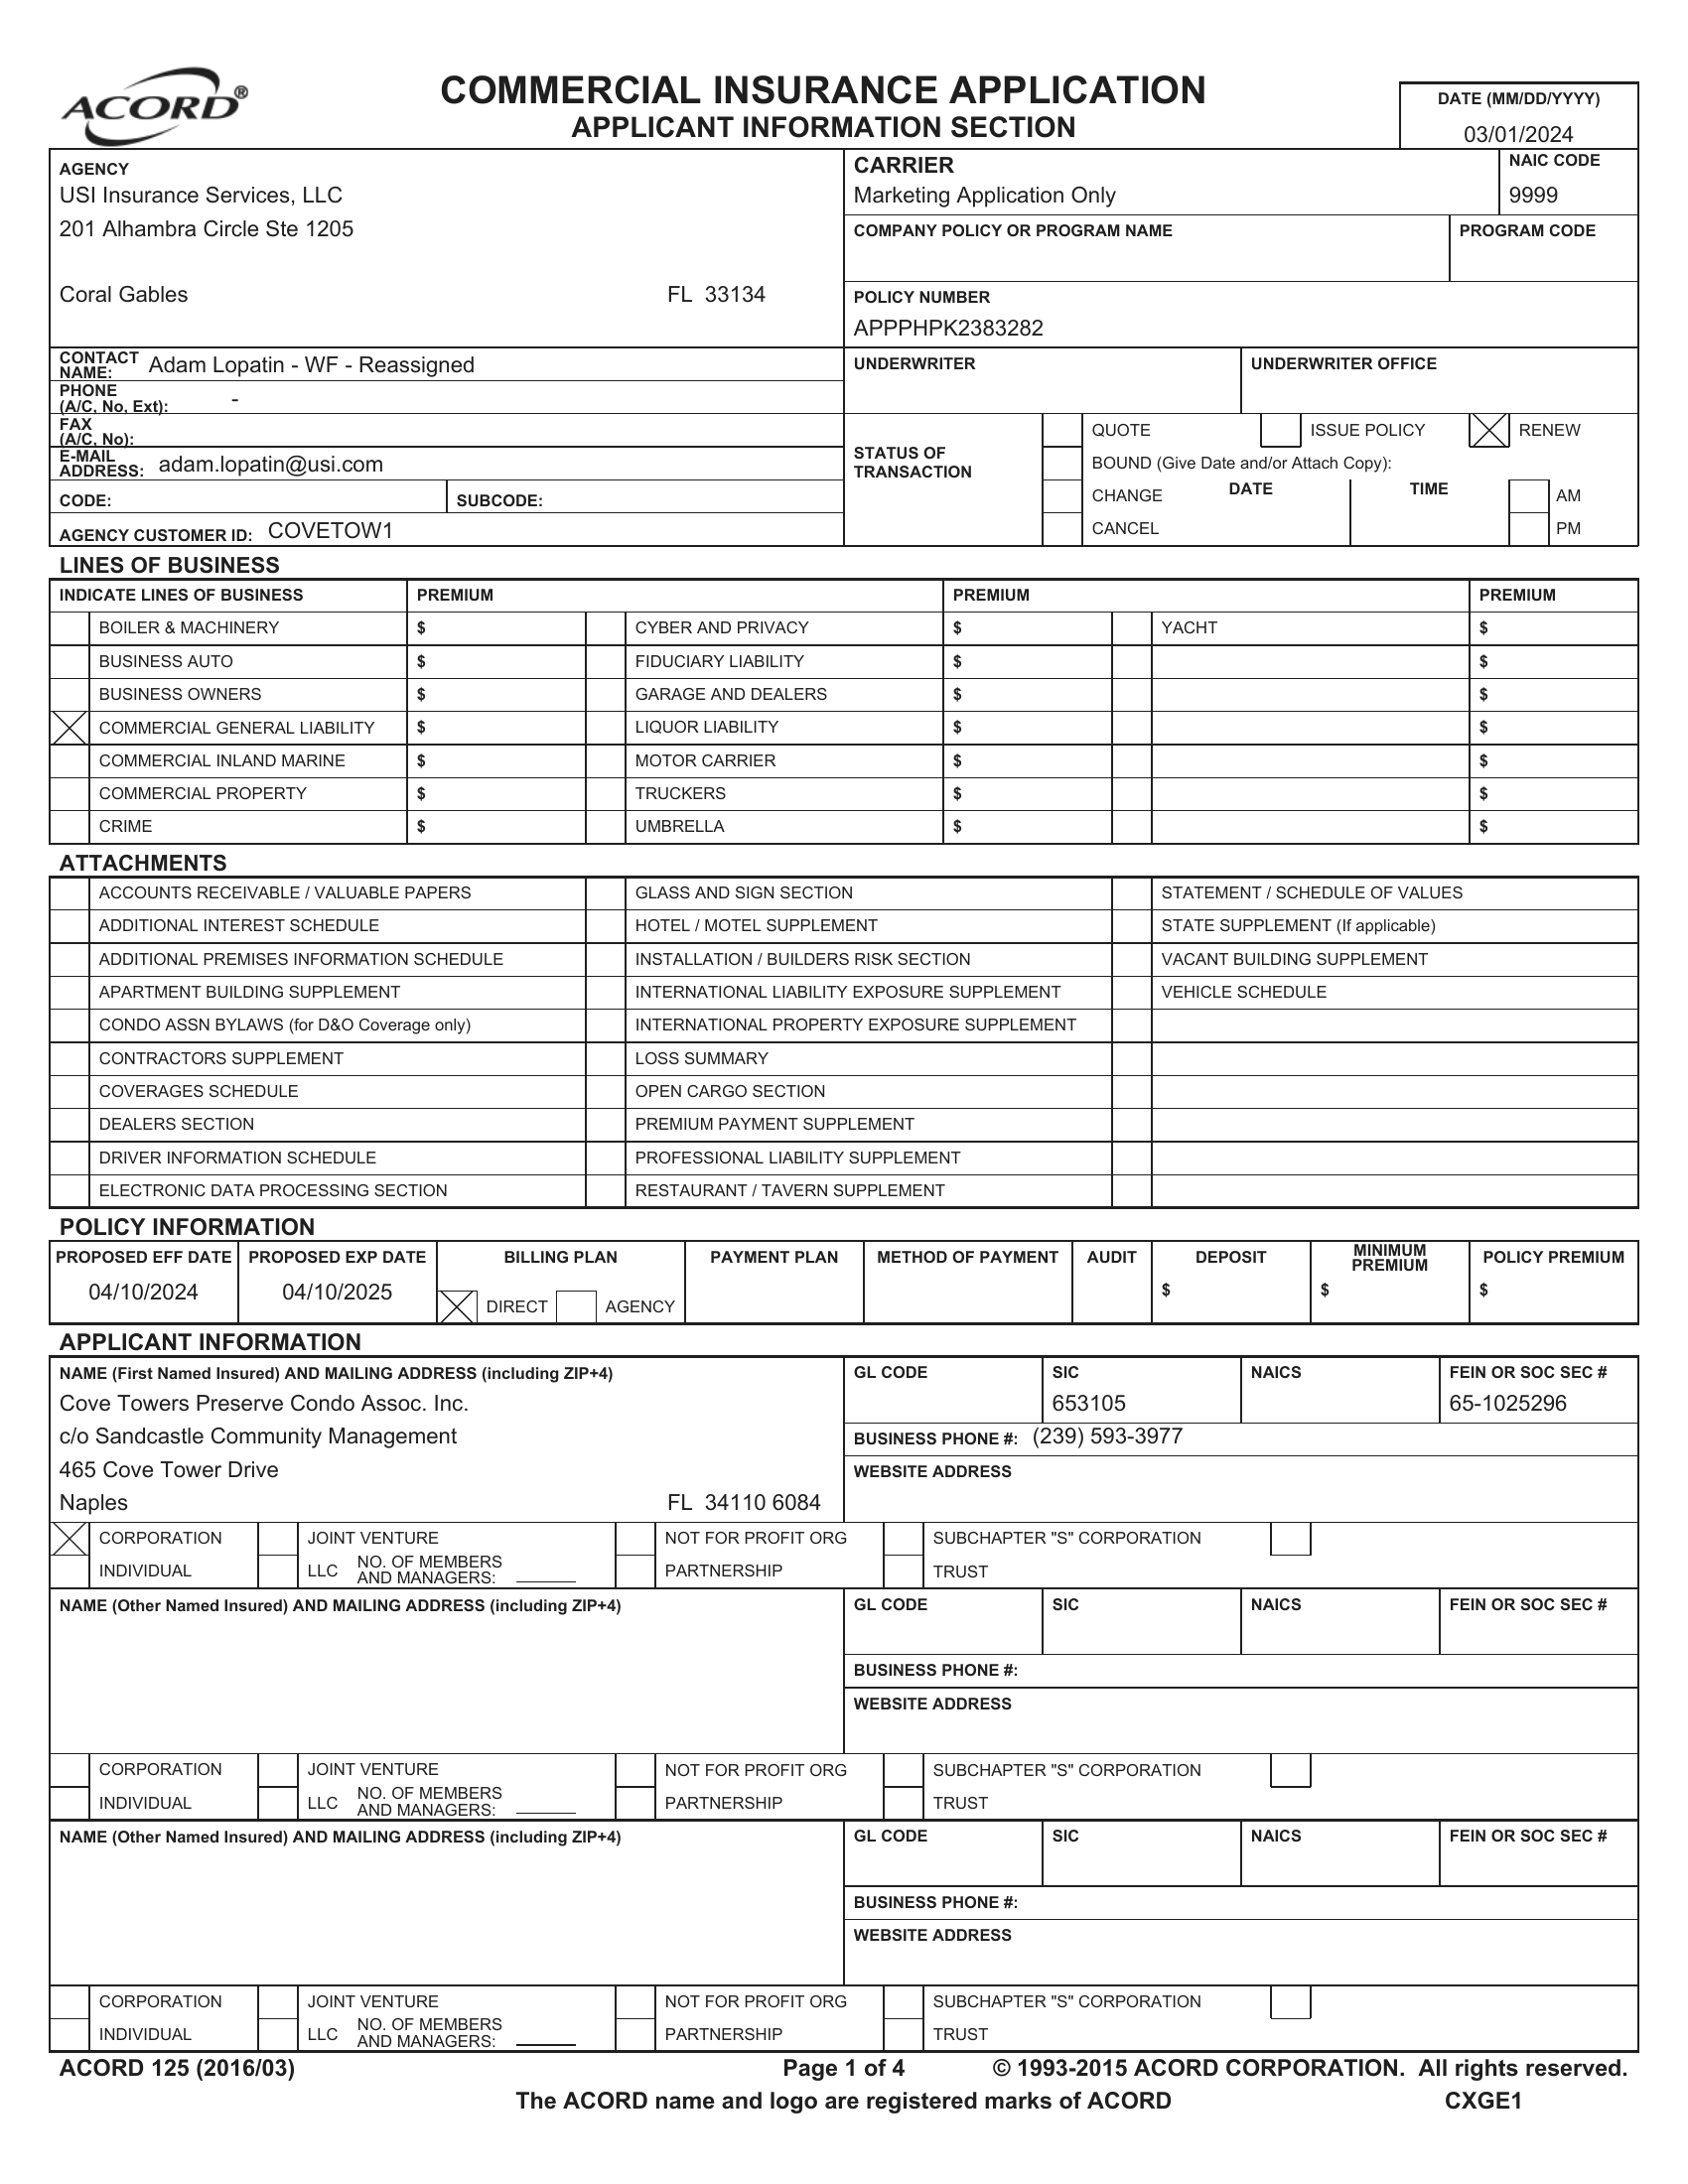 ACORD®
COMMERCIAL INSURANCE APPLICATION
APPLICANT INFORMATION SECTION
DATE (MM/DD/YYYY)
03/01/2024
AGENCY
USI Insurance Services, LLC
201 Alhambra Circle Ste 1205
Coral Gables FL 33134
CARRIER
Marketing Application Only
NAIC CODE
9999
COMPANY POLICY OR PROGRAM NAME
PROGRAM CODE
POLICY NUMBER
APPPHPK2383282
CONTACT NAME: Adam Lopatin - WF - Reassigned
PHONE (A/C, No, Ext): -
FAX (A/C, No):
E-MAIL ADDRESS: adam.lopatin@usi.com
CODE: SUBCODE:
AGENCY CUSTOMER ID: COVETOW1
UNDERWRITER UNDERWRITER OFFICE
STATUS OF TRANSACTION
QUOTE ISSUE POLICY RENEW
BOUND (Give Date and/or Attach Copy):
CHANGE DATE TIME AM
CANCEL PM
LINES OF BUSINESS
INDICATE LINES OF BUSINESS PREMIUM PREMIUM PREMIUM
BOILER & MACHINERY $ CYBER AND PRIVACY $ YACHT $
BUSINESS AUTO $ FIDUCIARY LIABILITY $ $
BUSINESS OWNERS $ GARAGE AND DEALERS $ $
COMMERCIAL GENERAL LIABILITY $ LIQUOR LIABILITY $ $
COMMERCIAL INLAND MARINE $ MOTOR CARRIER $ $
COMMERCIAL PROPERTY $ TRUCKERS $ $
CRIME $ UMBRELLA $ $
ATTACHMENTS
ACCOUNTS RECEIVABLE / VALUABLE PAPERS GLASS AND SIGN SECTION STATEMENT / SCHEDULE OF VALUES
ADDITIONAL INTEREST SCHEDULE HOTEL / MOTEL SUPPLEMENT STATE SUPPLEMENT (If applicable)
ADDITIONAL PREMISES INFORMATION SCHEDULE INSTALLATION / BUILDERS RISK SECTION VACANT BUILDING SUPPLEMENT
APARTMENT BUILDING SUPPLEMENT INTERNATIONAL LIABILITY EXPOSURE SUPPLEMENT VEHICLE SCHEDULE
CONDO ASSN BYLAWS (for D&O Coverage only) INTERNATIONAL PROPERTY EXPOSURE SUPPLEMENT
CONTRACTORS SUPPLEMENT LOSS SUMMARY
COVERAGES SCHEDULE OPEN CARGO SECTION
DEALERS SECTION PREMIUM PAYMENT SUPPLEMENT
DRIVER INFORMATION SCHEDULE PROFESSIONAL LIABILITY SUPPLEMENT
ELECTRONIC DATA PROCESSING SECTION RESTAURANT / TAVERN SUPPLEMENT
POLICY INFORMATION
PROPOSED EFF DATE PROPOSED EXP DATE BILLING PLAN PAYMENT PLAN METHOD OF PAYMENT AUDIT DEPOSIT MINIMUM PREMIUM POLICY PREMIUM
04/10/2024 04/10/2025 DIRECT AGENCY $ $ $
APPLICANT INFORMATION
NAME (First Named Insured) AND MAILING ADDRESS (including ZIP+4)
Cove Towers Preserve Condo Assoc. Inc.
c/o Sandcastle Community Management
465 Cove Tower Drive
Naples FL 34110 6084
GL CODE SIC NAICS FEIN OR SOC SEC #
653105 65-1025296
BUSINESS PHONE #: (239) 593-3977
WEBSITE ADDRESS
CORPORATION JOINT VENTURE NOT FOR PROFIT ORG SUBCHAPTER "S" CORPORATION
INDIVIDUAL LLC NO. OF MEMBERS AND MANAGERS: PARTNERSHIP TRUST
NAME (Other Named Insured) AND MAILING ADDRESS (including ZIP+4)
GL CODE SIC NAICS FEIN OR SOC SEC #
BUSINESS PHONE #:
WEBSITE ADDRESS
CORPORATION JOINT VENTURE NOT FOR PROFIT ORG SUBCHAPTER "S" CORPORATION
INDIVIDUAL LLC NO. OF MEMBERS AND MANAGERS: PARTNERSHIP TRUST
NAME (Other Named Insured) AND MAILING ADDRESS (including ZIP+4)
GL CODE SIC NAICS FEIN OR SOC SEC #
BUSINESS PHONE #:
WEBSITE ADDRESS
CORPORATION JOINT VENTURE NOT FOR PROFIT ORG SUBCHAPTER "S" CORPORATION
INDIVIDUAL LLC NO. OF MEMBERS AND MANAGERS: PARTNERSHIP TRUST
ACORD 125 (2016/03) Page 1 of 4 © 1993-2015 ACORD CORPORATION. All rights reserved.
The ACORD name and logo are registered marks of ACORD CXGE1